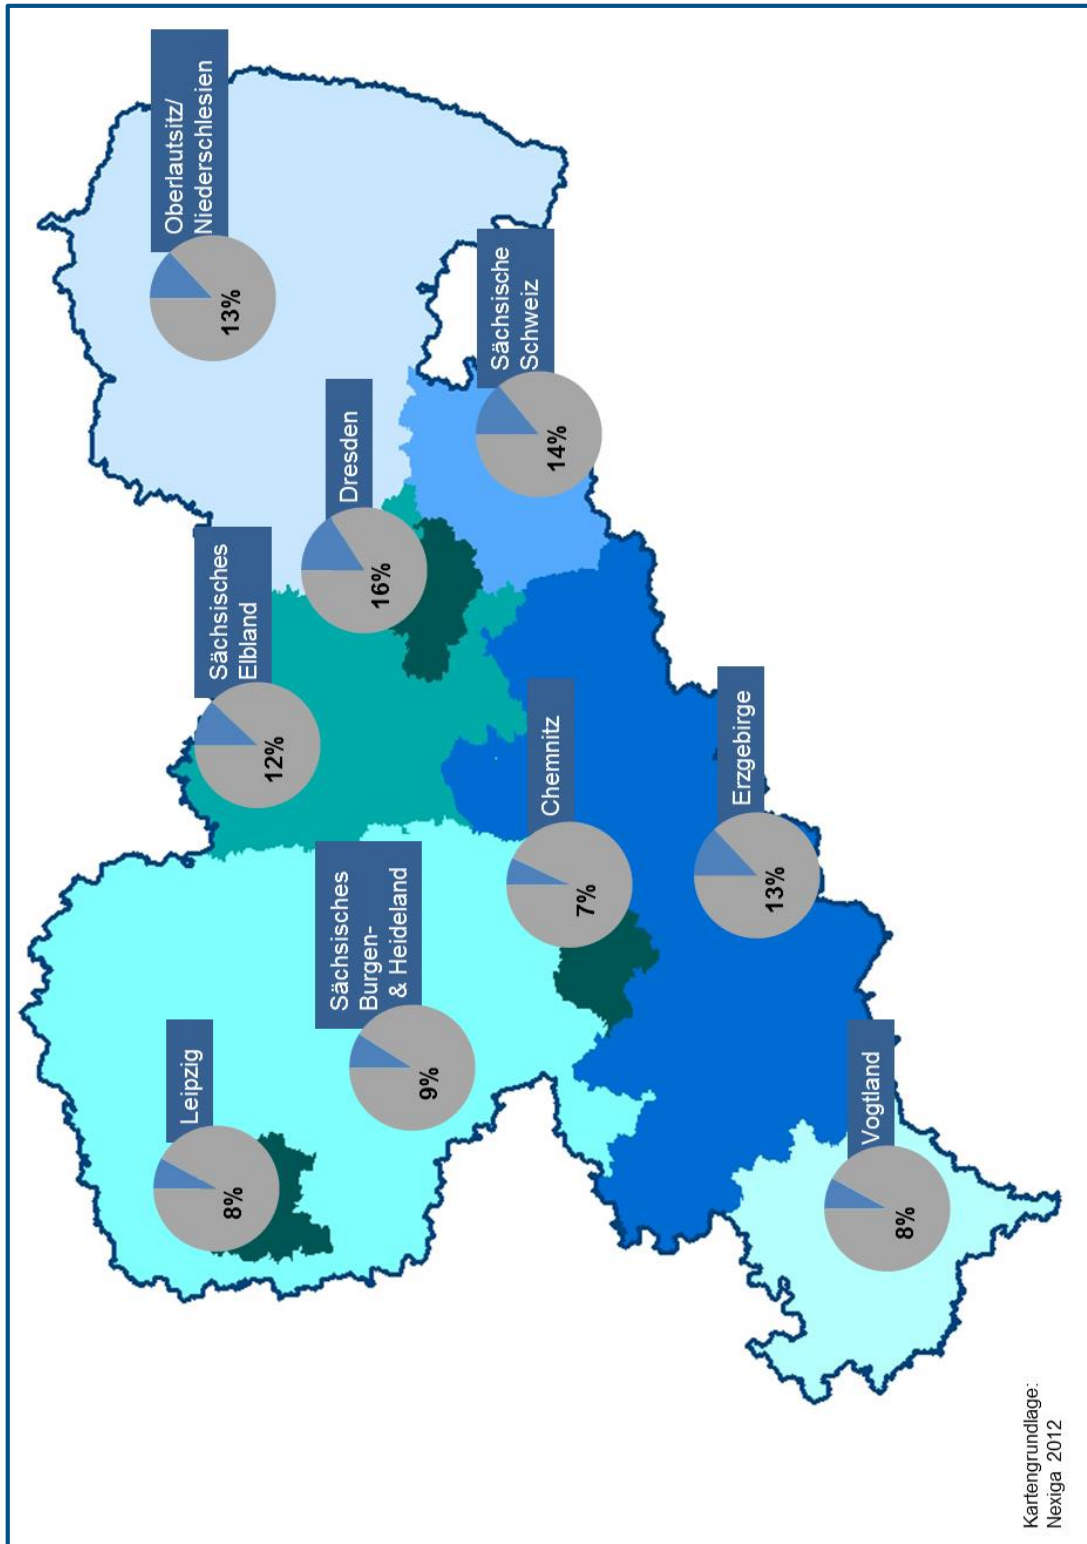 Leipzig
8%
Sächsisches
Burgen-
& Heideland
9%
Sächsisches
Elbland
12%
Dresden
16%
Oberlautsitz/
Niederschlesien
13%
Sächsische
Schweiz
14%
Chemnitz
7%
Erzgebirge
13%
Vogtland
8%
Kartengrundlage:
Nexiga 2012